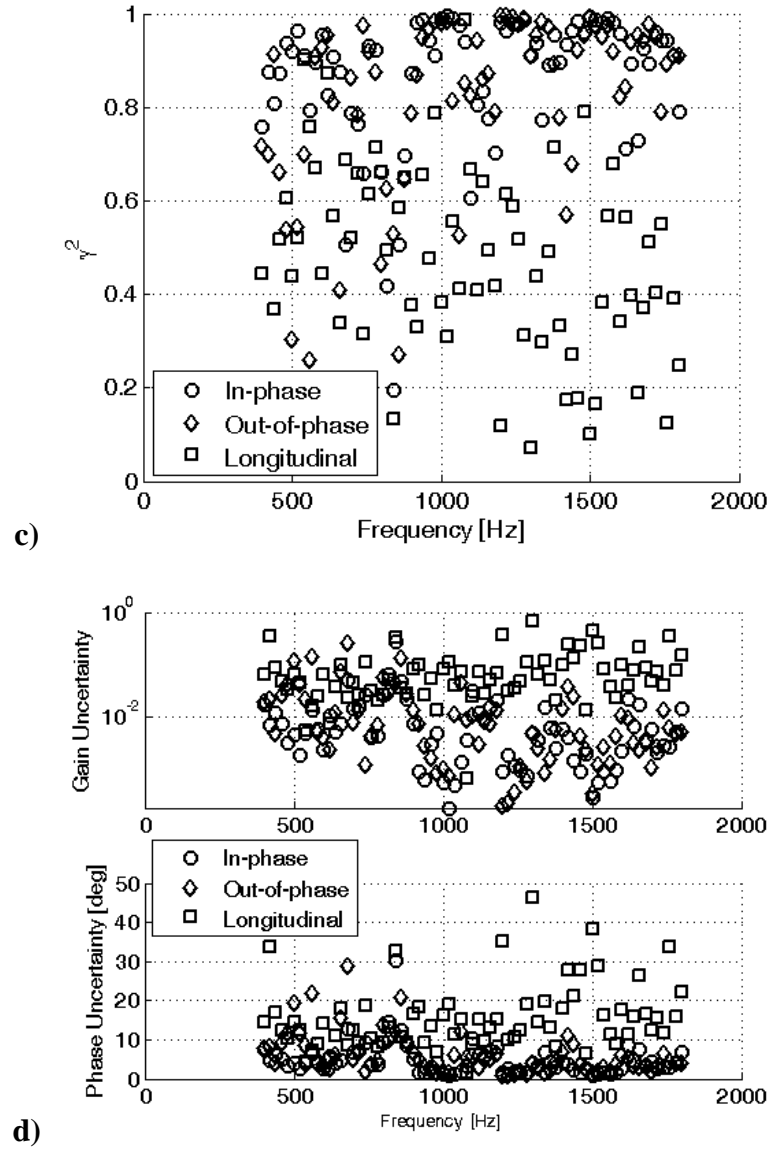 1
0.8
0.6
γ²
0.4
0.2
0
In-phase
Out-of-phase
Longitudinal
0 500 1000 1500 2000
Frequency [Hz]
c)
10⁰
10⁻²
Gain Uncertainty
0 500 1000 1500 2000
In-phase
Out-of-phase
Longitudinal
50
40
30
20
10
0
Phase Uncertainty [deg]
0 500 1000 1500 2000
Frequency [Hz]
d)